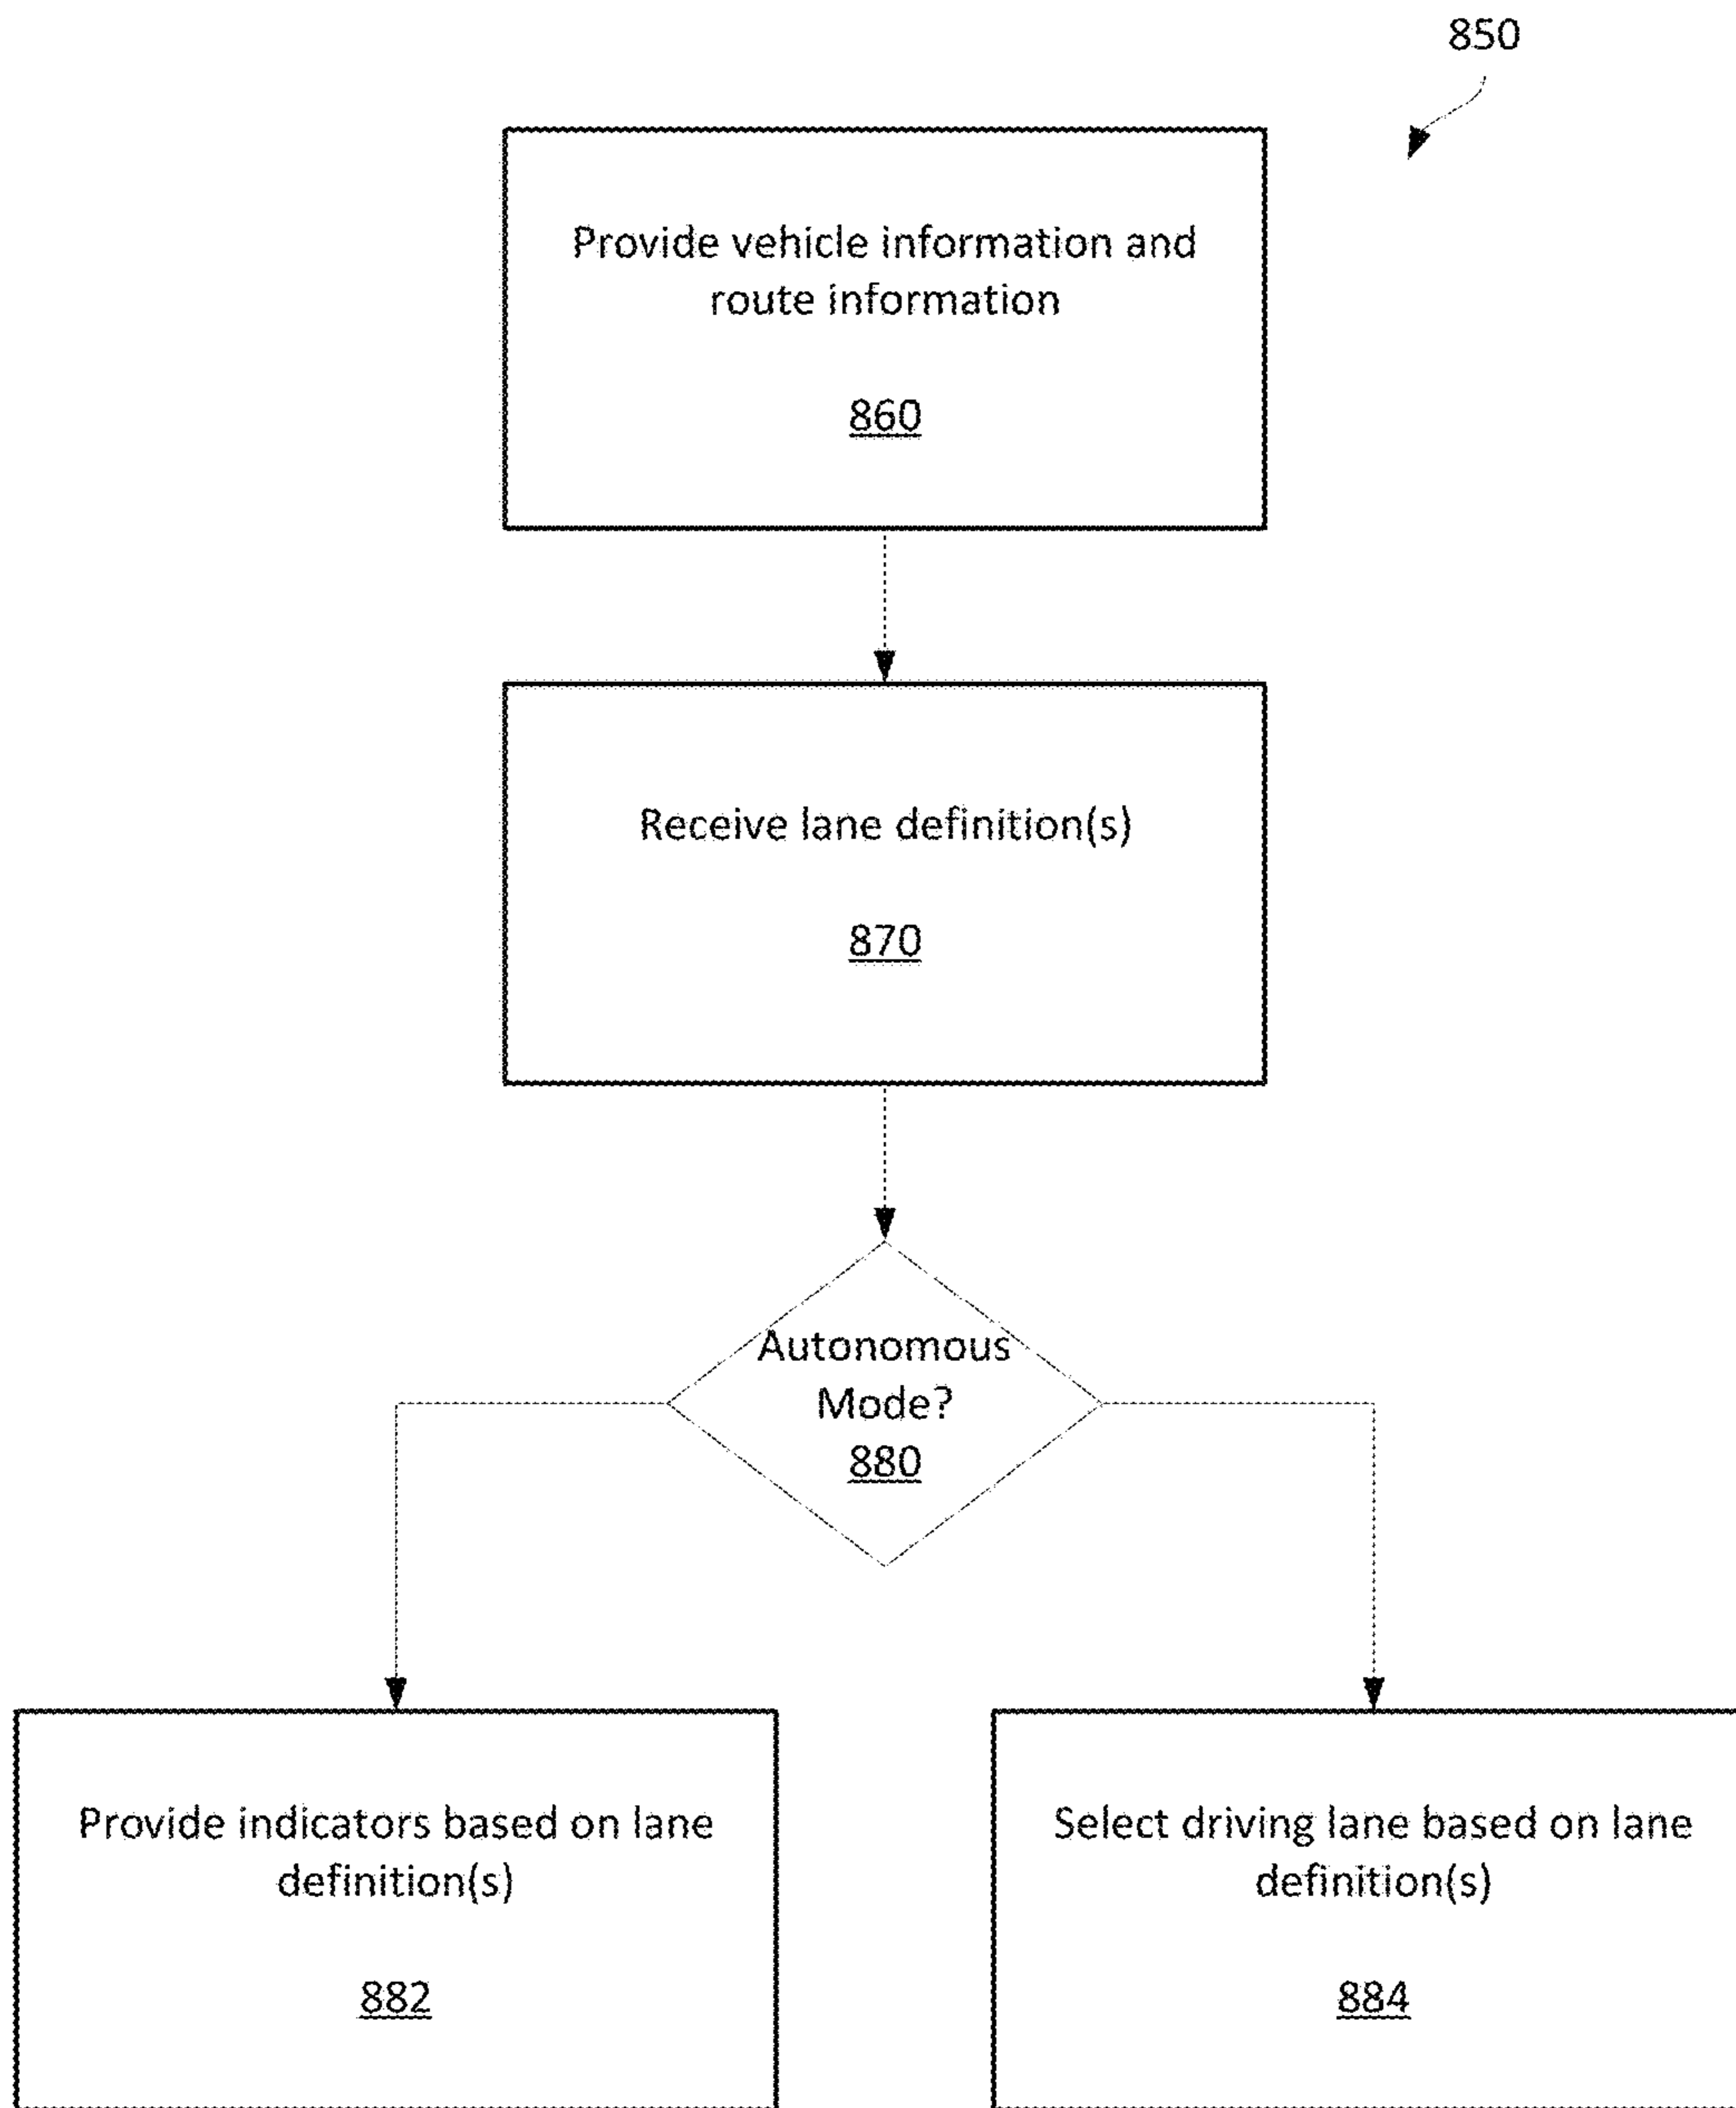 850
Provide vehicle information and
route information
860
Receive lane definition(s)
870
Autonomous
Mode?
880
Provide indicators based on lane
definition(s)
882
Select driving lane based on lane
definition(s)
884